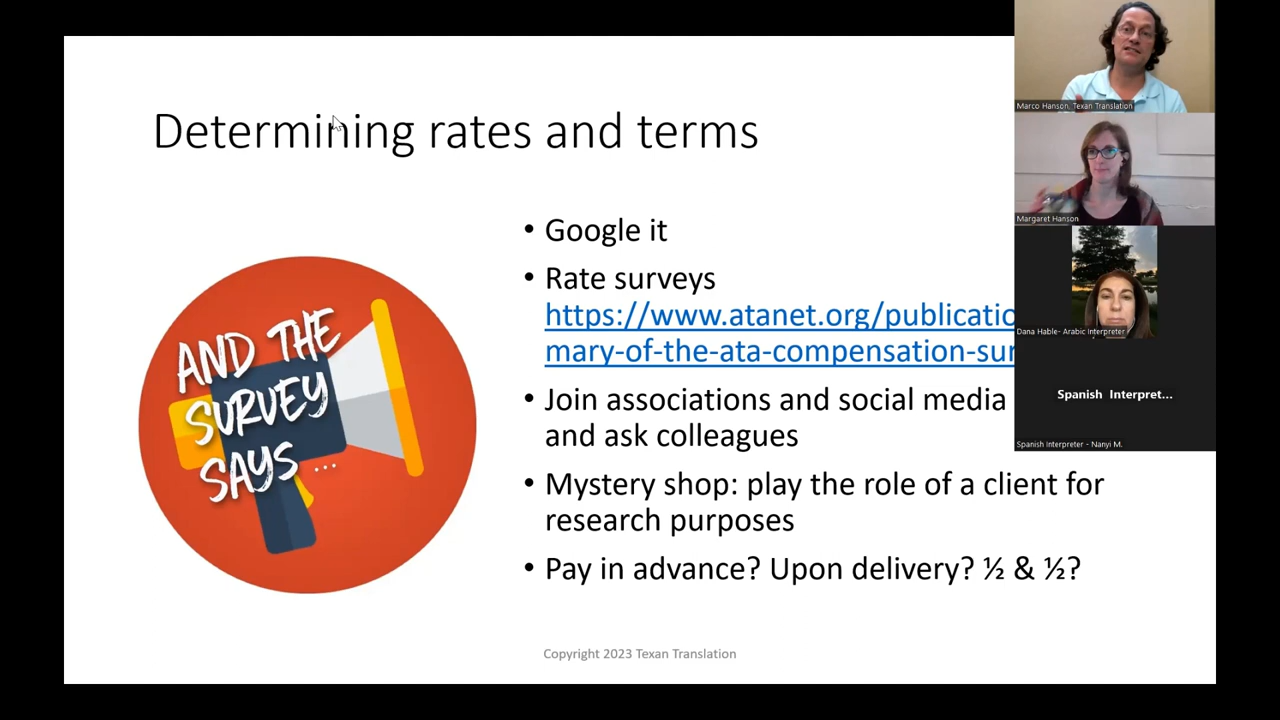 Determining rates and terms
AND THE
SURVEY
SAYS ...
• Google it
• Rate surveys
https://www.atanet.org/publicatio
mary-of-the-ata-compensation-sur
• Join associations and social media
and ask colleagues
• Mystery shop: play the role of a client for
research purposes
• Pay in advance? Upon delivery? ½ & ½?
Copyright 2023 Texan Translation
Marco Hanson, Texan Translation
Margaret Hanson
Dana Hable- Arabic Interpreter
Spanish Interpret...
Spanish Interpreter - Nanyi M.